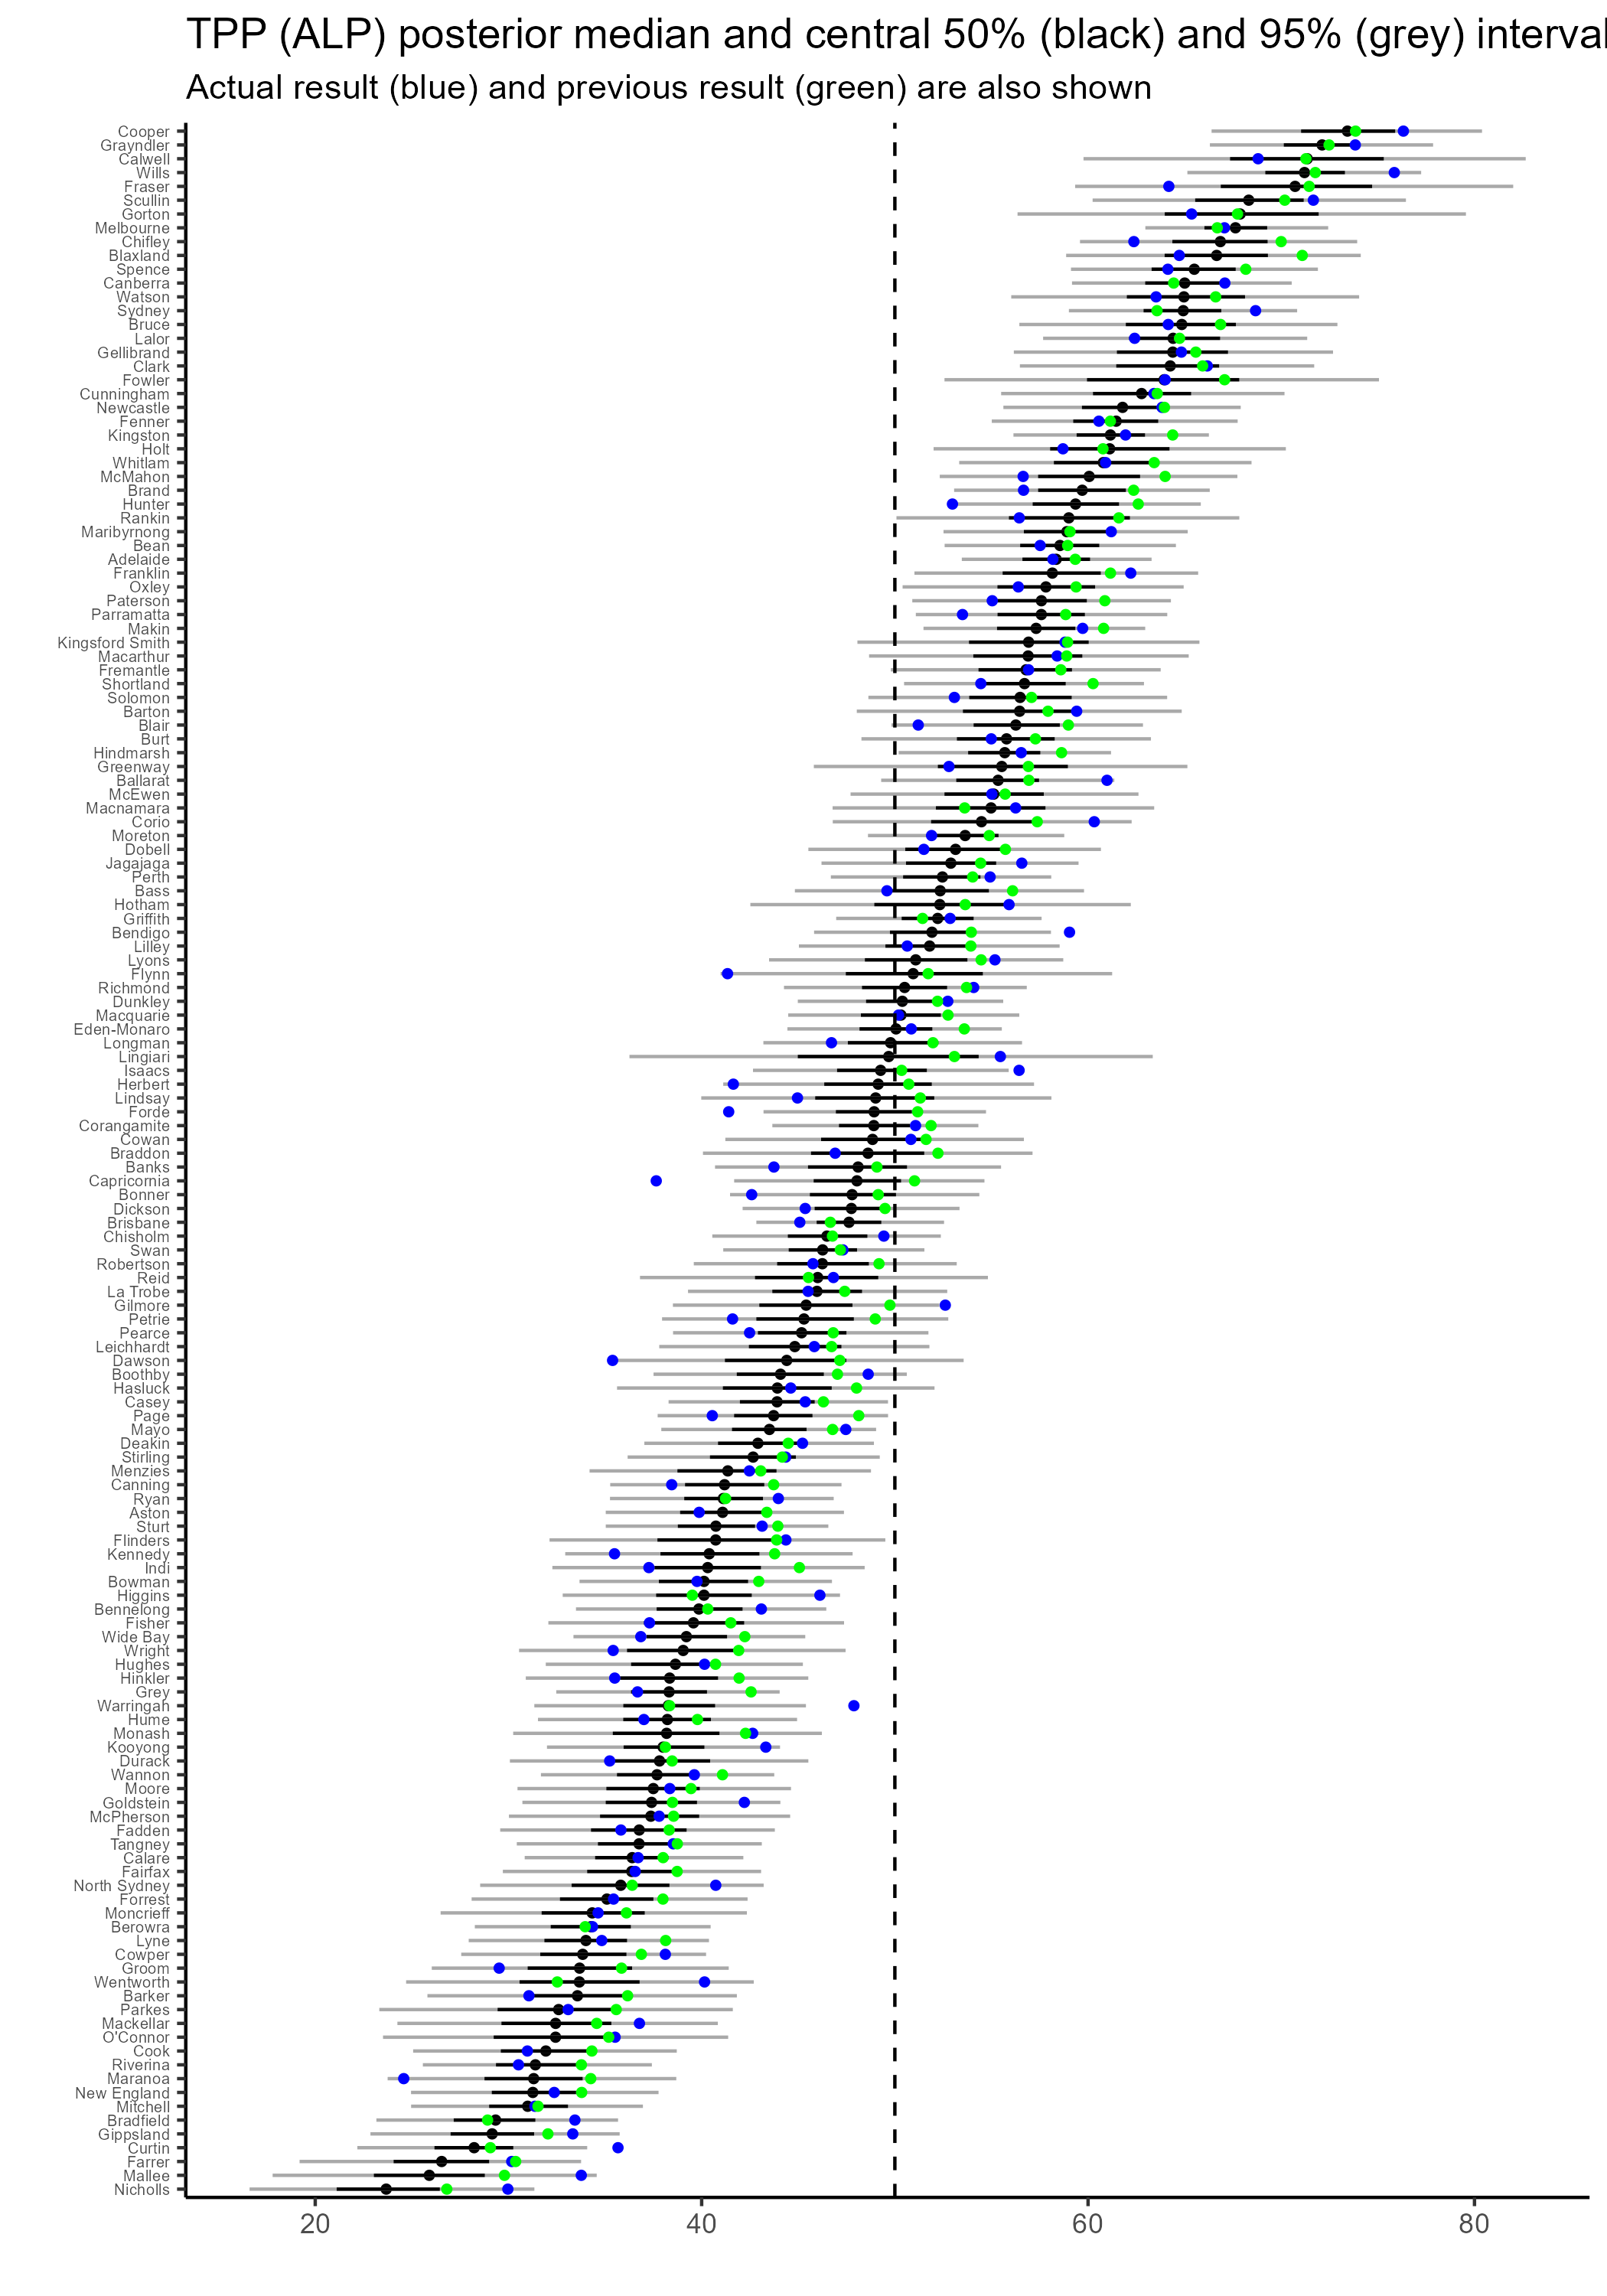 TPP (ALP) posterior median and central 50% (black) and 95% (grey) interval
Actual result (blue) and previous result (green) are also shown
Cooper
Grayndler
Calwell
Wills
Fraser
Scullin
Gorton
Melbourne
Chifley
Blaxland
Spence
Canberra
Watson
Sydney
Bruce
Lalor
Gellibrand
Clark
Fowler
Cunningham
Newcastle
Fenner
Kingston
Holt
Whitlam
McMahon
Brand
Hunter
Rankin
Maribyrnong
Bean
Adelaide
Franklin
Oxley
Paterson
Parramatta
Makin
Kingsford Smith
Macarthur
Fremantle
Shortland
Solomon
Barton
Blair
Burt
Hindmarsh
Greenway
Ballarat
McEwen
Macnamara
Corio
Moreton
Dobell
Jagajaga
Perth
Bass
Hotham
Griffith
Bendigo
Lilley
Lyons
Flynn
Richmond
Dunkley
Macquarie
Eden-Monaro
Longman
Lingiari
Isaacs
Herbert
Lindsay
Forde
Corangamite
Cowan
Braddon
Banks
Capricornia
Bonner
Dickson
Brisbane
Chisholm
Swan
Robertson
Reid
La Trobe
Gilmore
Petrie
Pearce
Leichhardt
Dawson
Boothby
Hasluck
Casey
Page
Mayo
Deakin
Stirling
Menzies
Canning
Ryan
Aston
Sturt
Flinders
Kennedy
Indi
Bowman
Higgins
Bennelong
Fisher
Wide Bay
Wright
Hughes
Hinkler
Grey
Warringah
Hume
Monash
Kooyong
Durack
Wannon
Moore
Goldstein
McPherson
Fadden
Tangney
Calare
Fairfax
North Sydney
Forrest
Moncrieff
Berowra
Lyne
Cowper
Groom
Wentworth
Barker
Parkes
Mackellar
O'Connor
Cook
Riverina
Maranoa
New England
Mitchell
Bradfield
Gippsland
Curtin
Farrer
Mallee
Nicholls
20 40 60 80